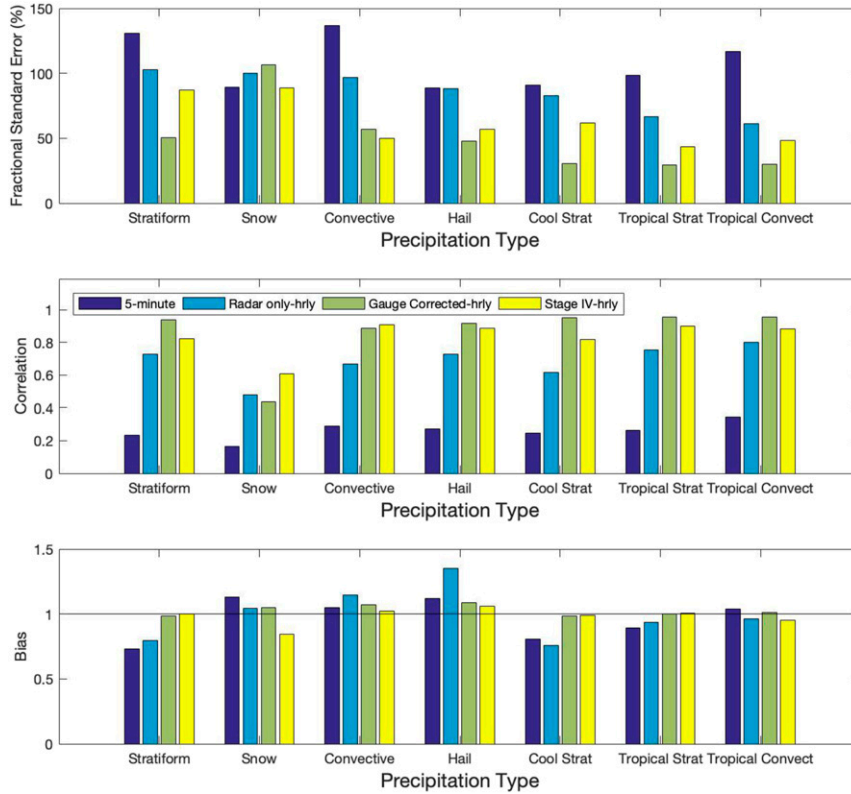 Fractional Standard Error (%)
150
100
50
0
Stratiform Snow Convective Hail Cool Strat Tropical Strat Tropical Convect
Precipitation Type
Correlation
1
0.8
0.6
0.4
0.2
0
5-minute Radar only-hrly Gauge Corrected-hrly Stage IV-hrly
Stratiform Snow Convective Hail Cool Strat Tropical Strat Tropical Convect
Precipitation Type
Bias
1.5
1
0.5
0
Stratiform Snow Convective Hail Cool Strat Tropical Strat Tropical Convect
Precipitation Type